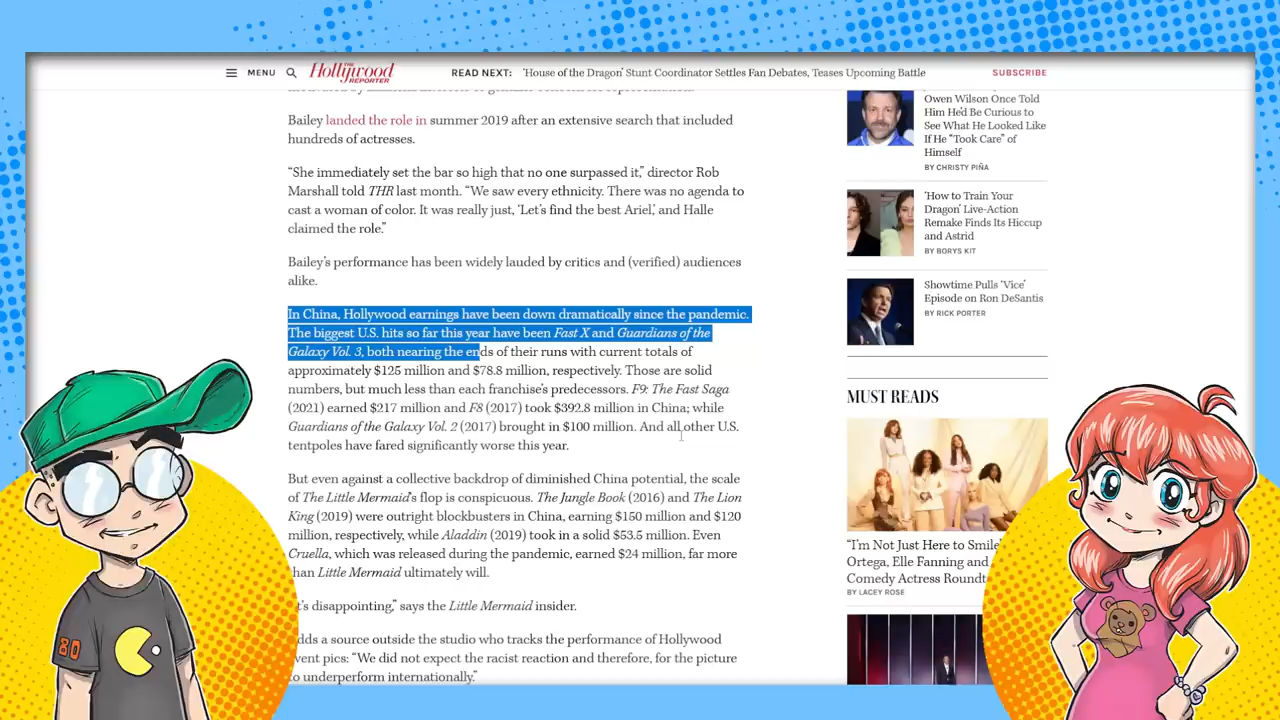 MENU
THE
Hollywood
REPORTER
READ NEXT: 'House of the Dragon' Stunt Coordinator Settles Fan Debates, Teases Upcoming Battle
SUBSCRIBE
Bailey landed the role in summer 2019 after an extensive search that included
hundreds of actresses.
“She immediately set the bar so high that no one surpassed it,” director Rob
Marshall told THR last month. “We saw every ethnicity. There was no agenda to
cast a woman of color. It was really just, ‘Let’s find the best Ariel,’ and Halle
claimed the role.”
Bailey’s performance has been widely lauded by critics and (verified) audiences
alike.
In China, Hollywood earnings have been down dramatically since the pandemic.
The biggest U.S. hits so far this year have been Fast X and Guardians of the
Galaxy Vol. 3, both nearing the ends of their runs with current totals of
approximately $125 million and $78.8 million, respectively. Those are solid
numbers, but much less than each franchise’s predecessors. F9: The Fast Saga
(2021) earned $217 million and F8 (2017) took $392.8 million in China; while
Guardians of the Galaxy Vol. 2 (2017) brought in $100 million. And all other U.S.
tentpoles have fared significantly worse this year.
But even against a collective backdrop of diminished China potential, the scale
of The Little Mermaid’s flop is conspicuous. The Jungle Book (2016) and The Lion
King (2019) were outright blockbusters in China, earning $150 million and $120
million, respectively, while Aladdin (2019) took in a solid $53.5 million. Even
Cruella, which was released during the pandemic, earned $24 million, far more
than Little Mermaid ultimately will.
t’s disappointing,” says the Little Mermaid insider.
dds a source outside the studio who tracks the performance of Hollywood
vent pics: “We did not expect the racist reaction and therefore, for the picture
to underperform internationally.”
Owen Wilson Once Told
Him He’d Be Curious to
See What He Looked Like
If He “Took Care” of
Himself
BY CHRISTY PIÑA
‘How to Train Your
Dragon’ Live-Action
Remake Finds Its Hiccup
and Astrid
BY BORYS KIT
Showtime Pulls ‘Vice’
Episode on Ron DeSantis
BY RICK PORTER
MUST READS
“I’m Not Just Here to Smile’
Ortega, Elle Fanning and
Comedy Actress Roundt
BY LACEY ROSE
80